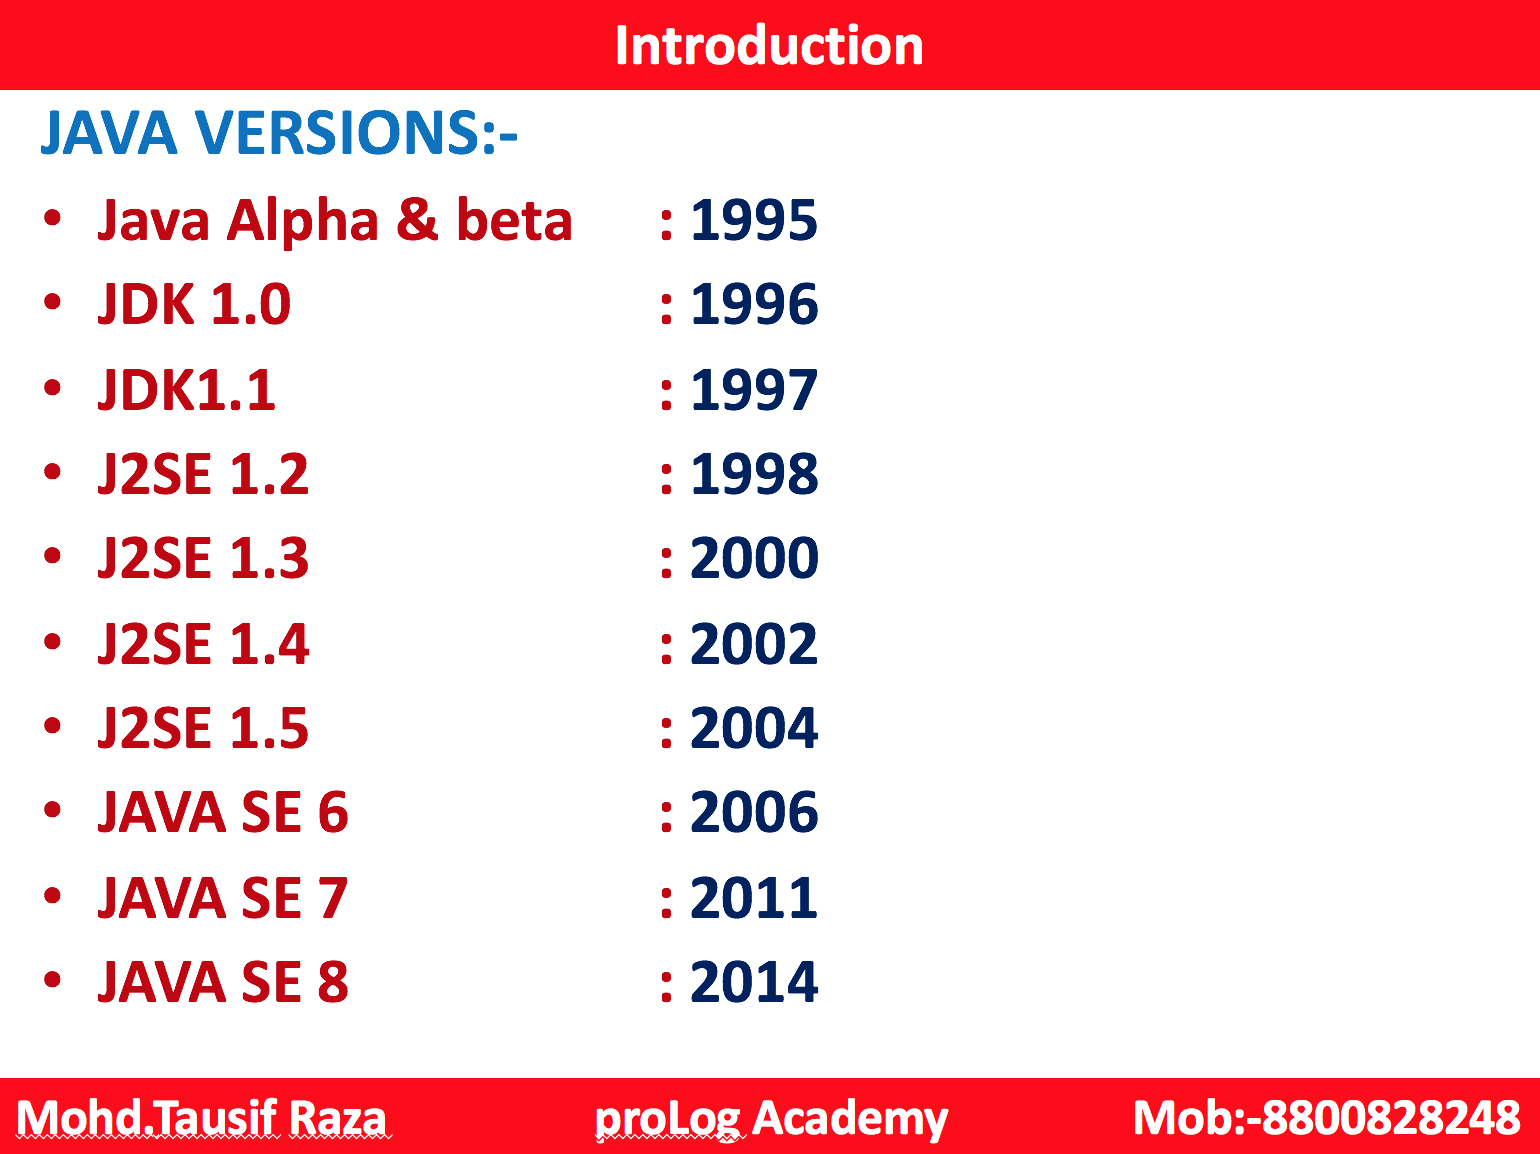 Introduction
JAVA VERSIONS:-
• Java Alpha & beta : 1995
• JDK 1.0 : 1996
• JDK1.1 : 1997
• J2SE 1.2 : 1998
• J2SE 1.3 : 2000
• J2SE 1.4 : 2002
• J2SE 1.5 : 2004
• JAVA SE 6 : 2006
• JAVA SE 7 : 2011
• JAVA SE 8 : 2014
Mohd.Tausif Raza proLog Academy Mob:-8800828248